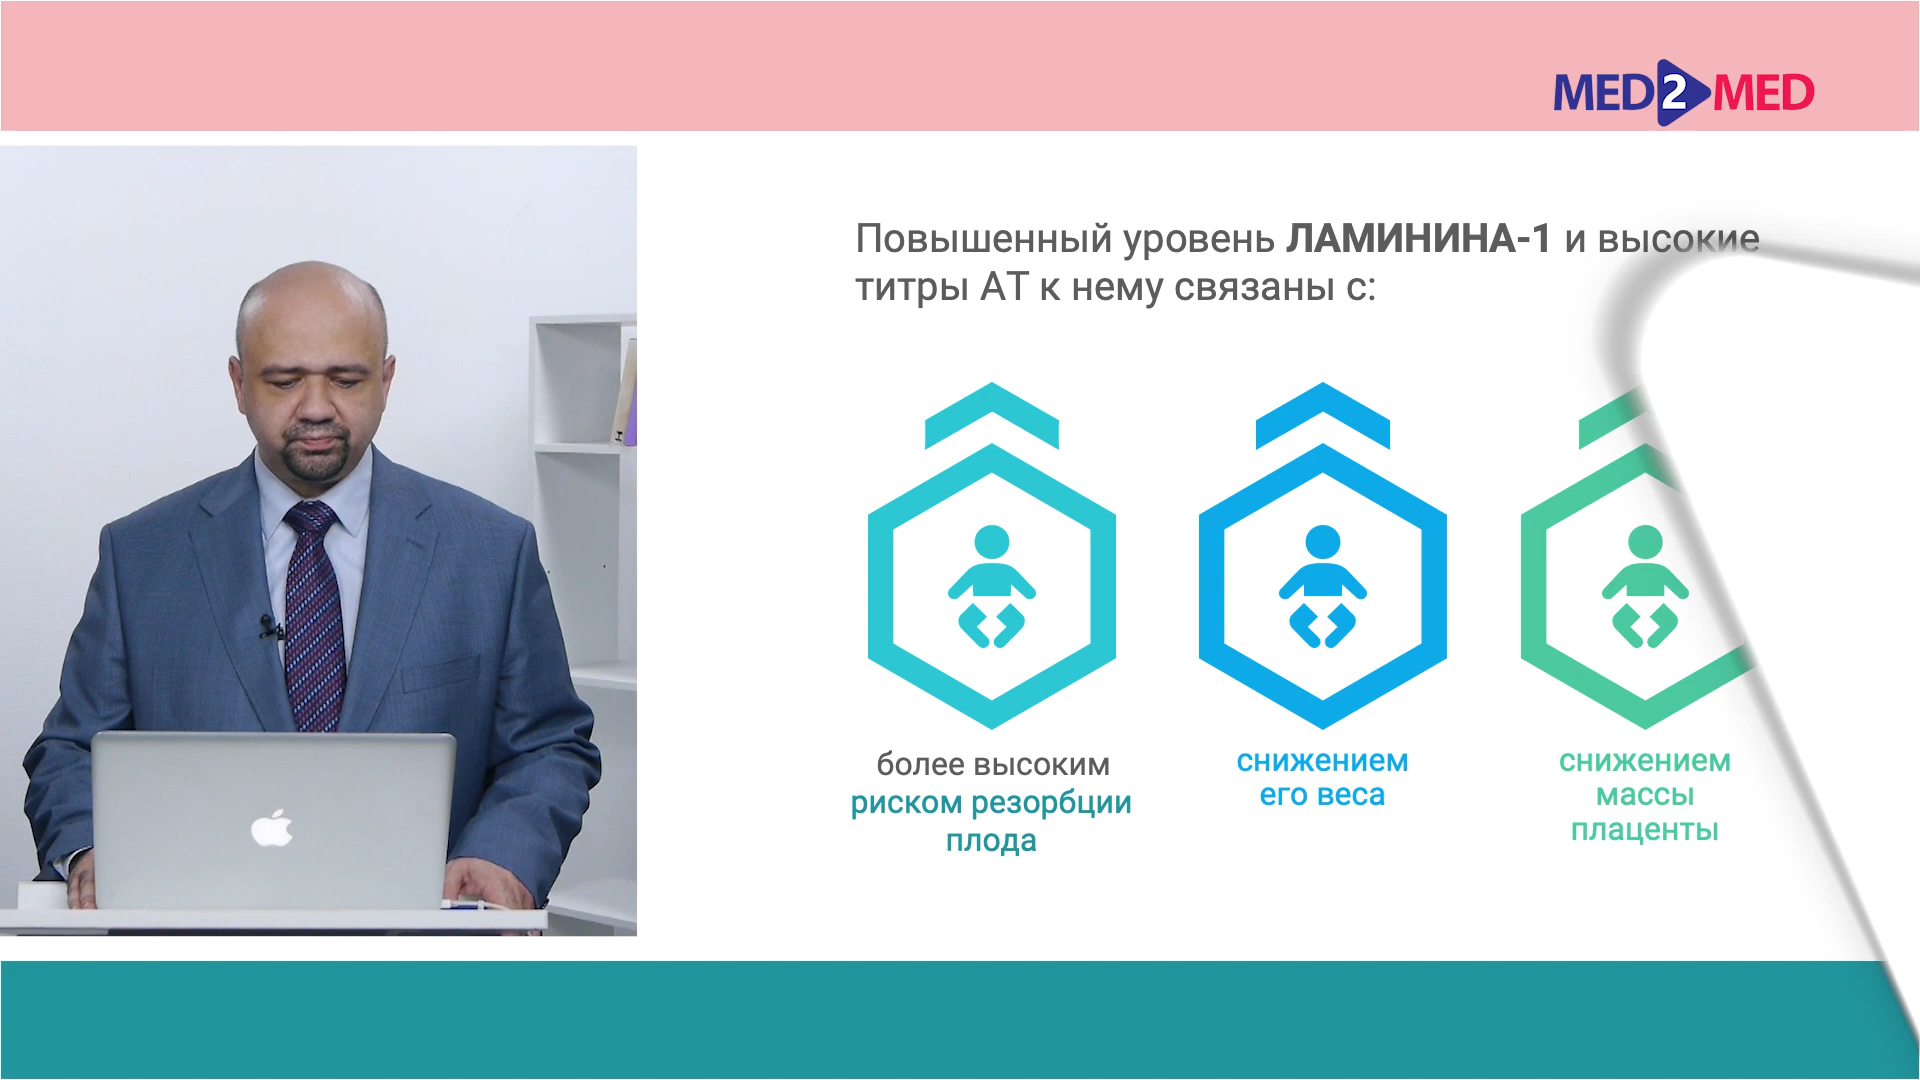 MED2MED
Повышенный уровень ЛАМИНИНА-1 и высокие
титры АТ к нему связаны с:
более высоким
риском резорбции
плода
снижением
его веса
снижением
массы
плаценты